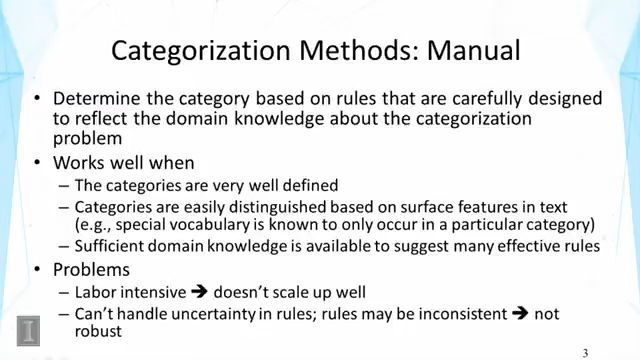 Categorization Methods: Manual
• Determine the category based on rules that are carefully designed
to reflect the domain knowledge about the categorization
problem
• Works well when
– The categories are very well defined
– Categories are easily distinguished based on surface features in text
(e.g., special vocabulary is known to only occur in a particular category)
– Sufficient domain knowledge is available to suggest many effective rules
• Problems
– Labor intensive ➔ doesn't scale up well
– Can't handle uncertainty in rules; rules may be inconsistent ➔ not
robust
I
3